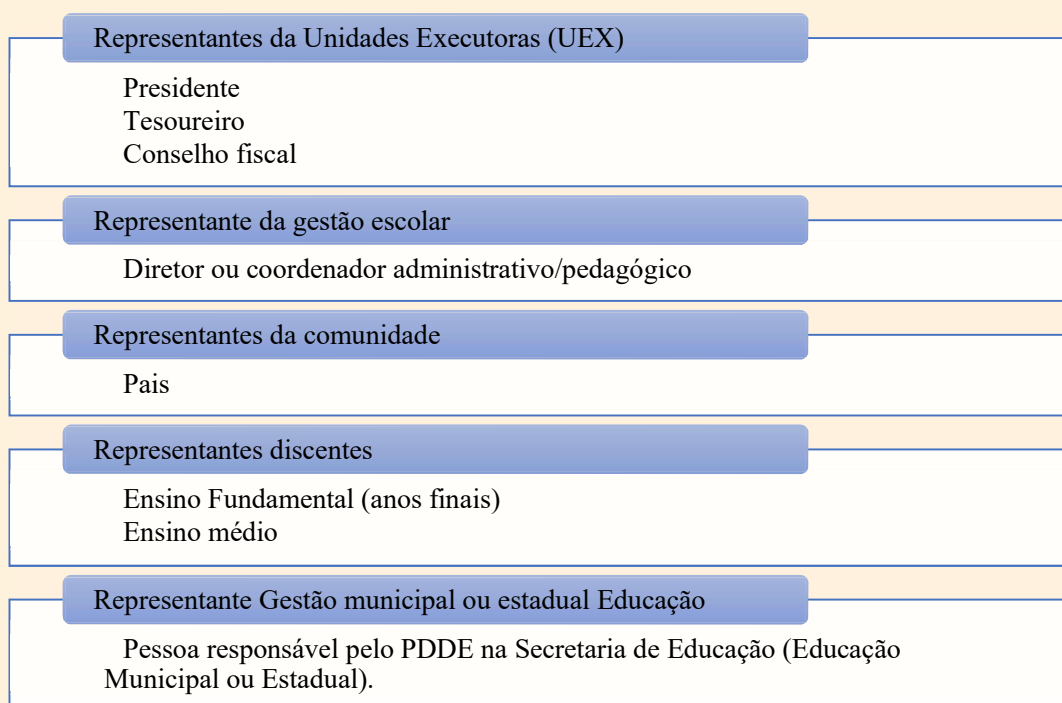 Representantes da Unidades Executoras (UEX)
Presidente
Tesoureiro
Conselho fiscal
Representante da gestão escolar
Diretor ou coordenador administrativo/pedagógico
Representantes da comunidade
Pais
Representantes discentes
Ensino Fundamental (anos finais)
Ensino médio
Representante Gestão municipal ou estadual Educação
Pessoa responsável pelo PDDE na Secretaria de Educação (Educação
Municipal ou Estadual).